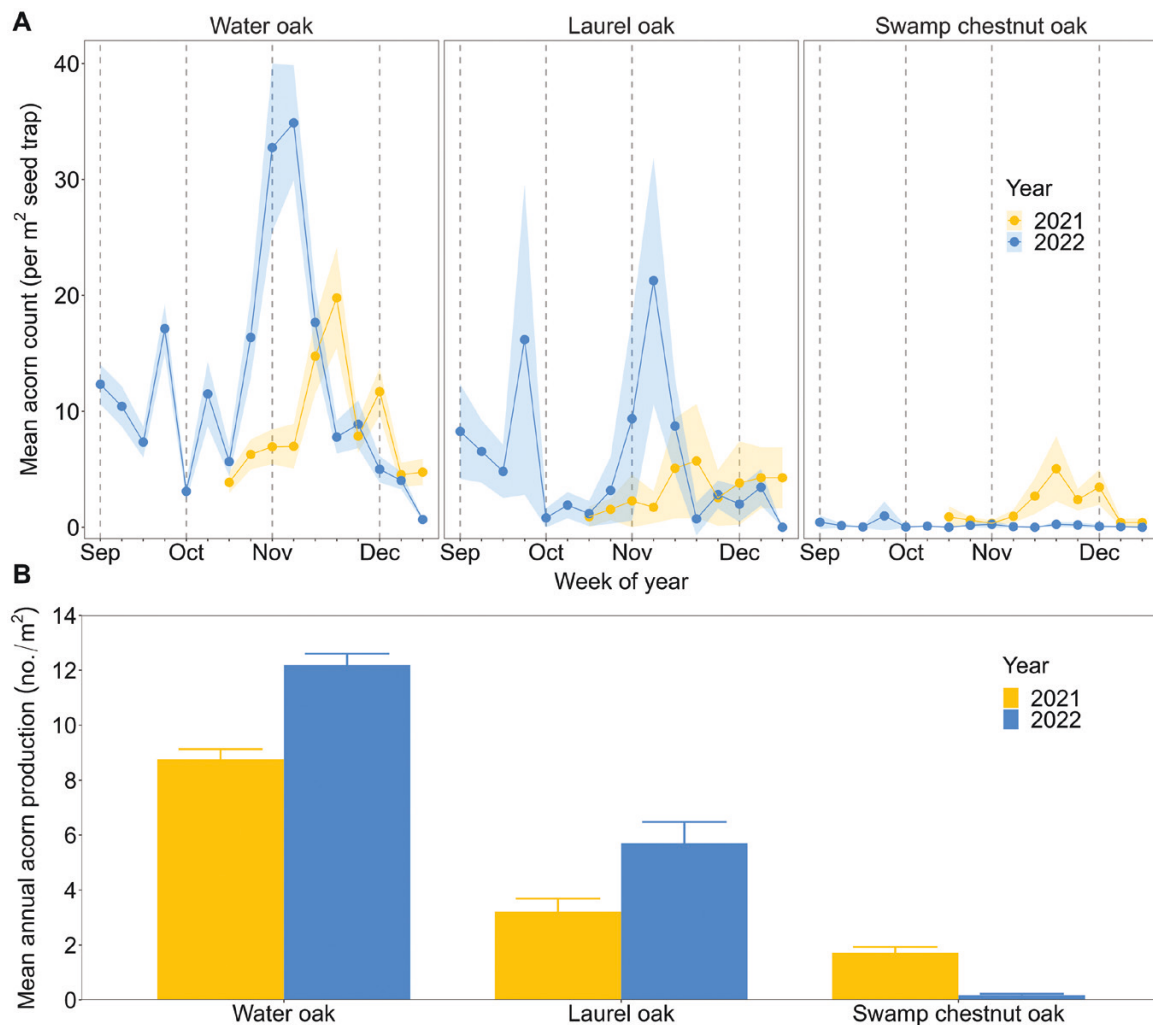 A
Water oak
Laurel oak
Swamp chestnut oak
Mean acorn count (per m² seed trap)
40
30
20
10
0
Year
2021
2022
Sep Oct Nov Dec
Sep Oct Nov Dec
Sep Oct Nov Dec
Week of year
B
Mean annual acorn production (no./m²)
14
12
10
8
6
4
2
0
Year
2021
2022
Water oak
Laurel oak
Swamp chestnut oak